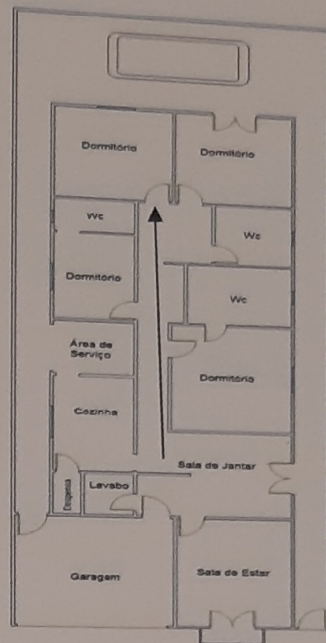 Dormitório
Dormitório
Wc
Wc
Dormitório
Wc
Área de
Serviço
Dormitório
Cozinha
Sala de Jantar
Despensa
Lavabo
Garagem
Sala de Estar